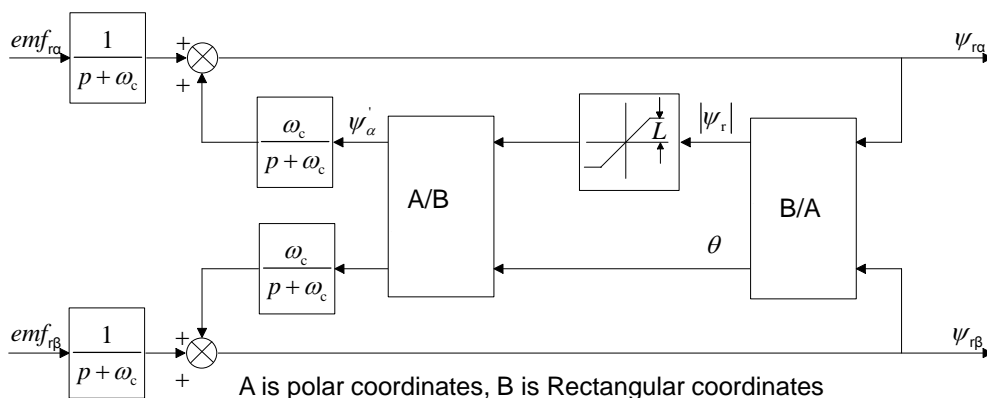 emfrα
1
p + ωc
+
+
ψrα
ωc
p + ωc
ψ'α
L
|ψr|
A/B
B/A
θ
ωc
p + ωc
emfrβ
1
p + ωc
+
+
ψrβ
A is polar coordinates, B is Rectangular coordinates